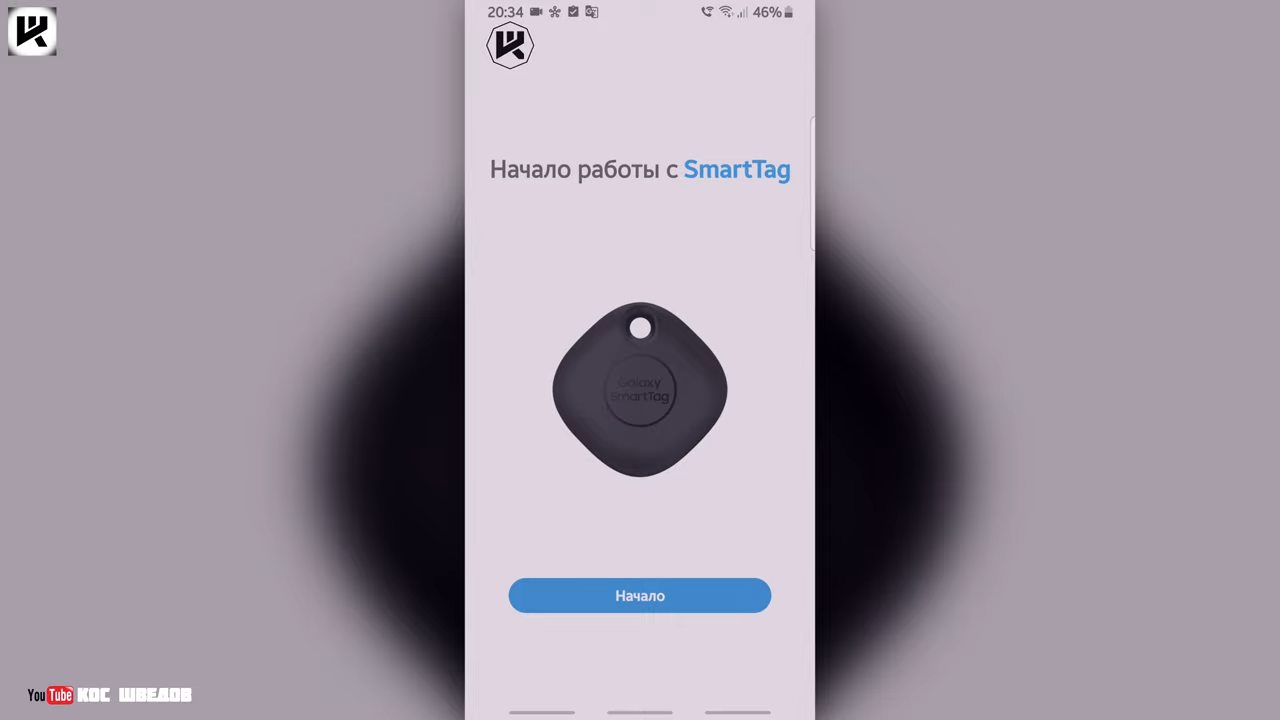 20:34
46%
Начало работы с SmartTag
Galaxy
SmartTag
Начало
YouTube КОС ШВЕДОВ